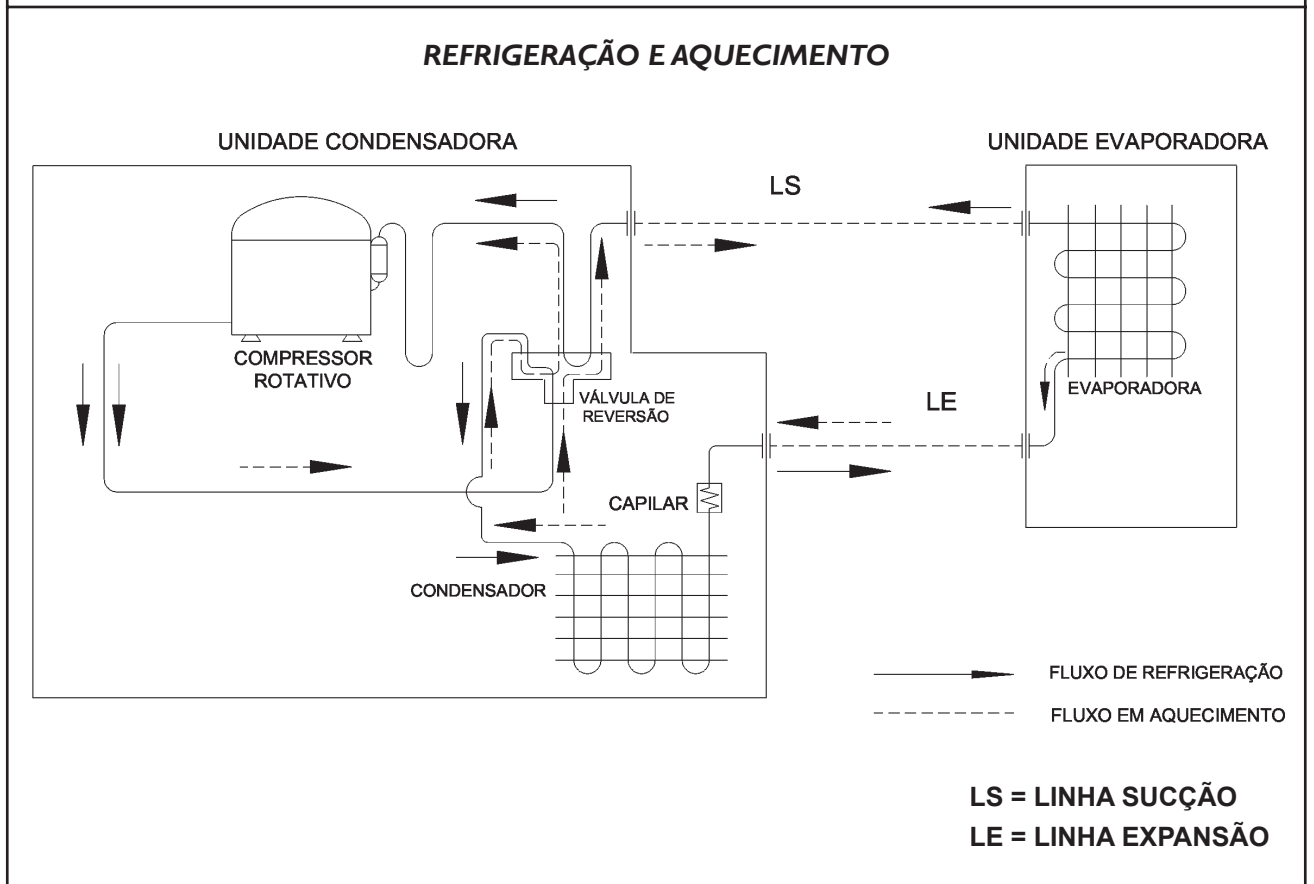 REFRIGERAÇÃO E AQUECIMENTO
UNIDADE CONDENSADORA
UNIDADE EVAPORADORA
LS
COMPRESSOR
ROTATIVO
VÁLVULA DE
REVERSÃO
EVAPORADORA
LE
CAPILAR
CONDENSADOR
FLUXO DE REFRIGERAÇÃO
FLUXO EM AQUECIMENTO
LS = LINHA SUCÇÃO
LE = LINHA EXPANSÃO